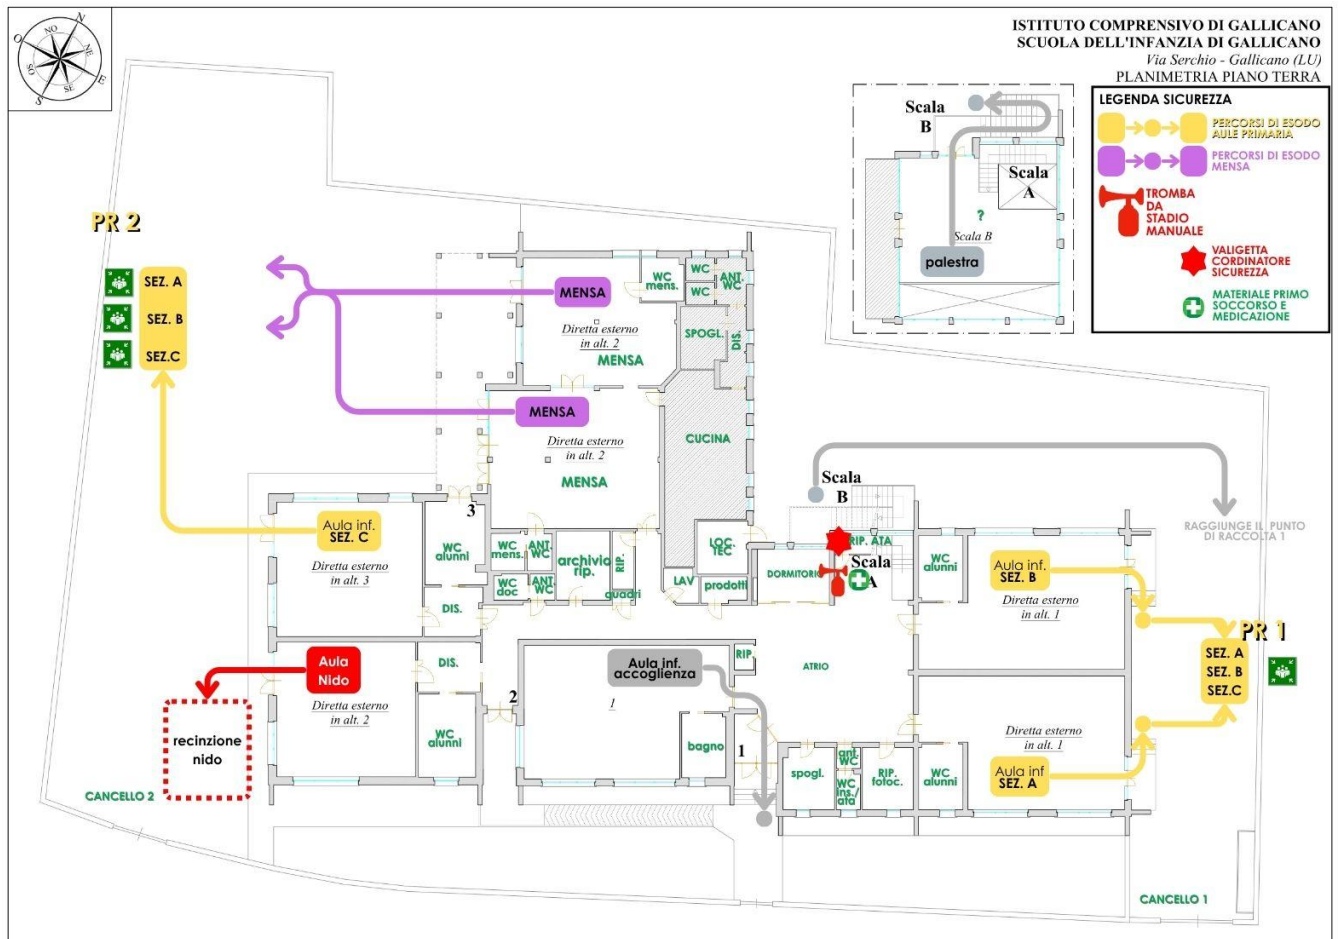 ISTITUTO COMPRENSIVO DI GALLICANO
SCUOLA DELL'INFANZIA DI GALLICANO
Via Serchio - Gallicano (LU)
PLANIMETRIA PIANO TERRA
N
NE
E
SE
S
SO
O
NO
LEGENDA SICUREZZA
PERCORSI DI ESODO
AULE PRIMARIA
PERCORSI DI ESODO
MENSA
TROMBA
DA
STADIO
MANUALE
VALIGETTA
CORDINATORE
SICUREZZA
MATERIALE PRIMO
SOCCORSO E
MEDICAZIONE
Scala
B
Scala
A
?
Scala B
palestra
PR 2
SEZ. A
SEZ. B
SEZ.C
MENSA
Diretta esterno
in alt. 2
MENSA
WC
mens.
WC
WC
ANT.
WC
SPOGL.
DIS.
MENSA
Diretta esterno
in alt. 2
MENSA
CUCINA
Scala
B
RAGGIUNGE IL PUNTO
DI RACCOLTA 1
3
Aula inf.
SEZ. C
Diretta esterno
in alt. 3
WC
alunni
DIS.
WC
mens.
ANT.
WC
WC
doc
ANT.
WC
archivio
rip.
RIP.
quadri
LOC.
TEC
LAV
prodotti
DORMITORIO
RIP. ATA
Scala
A
WC
alunni
Aula inf.
SEZ. B
Diretta esterno
in alt. 1
PR 1
SEZ. A
SEZ. B
SEZ.C
Aula
Nido
Diretta esterno
in alt. 2
DIS.
WC
alunni
2
Aula inf.
accoglienza
1
RIP.
bagno
1
ATRIO
spogl.
ant.
WC
WC
ins./
ata
RIP.
fotoc.
WC
alunni
Diretta esterno
in alt. 1
Aula inf
SEZ. A
recinzione
nido
CANCELLO 2
CANCELLO 1